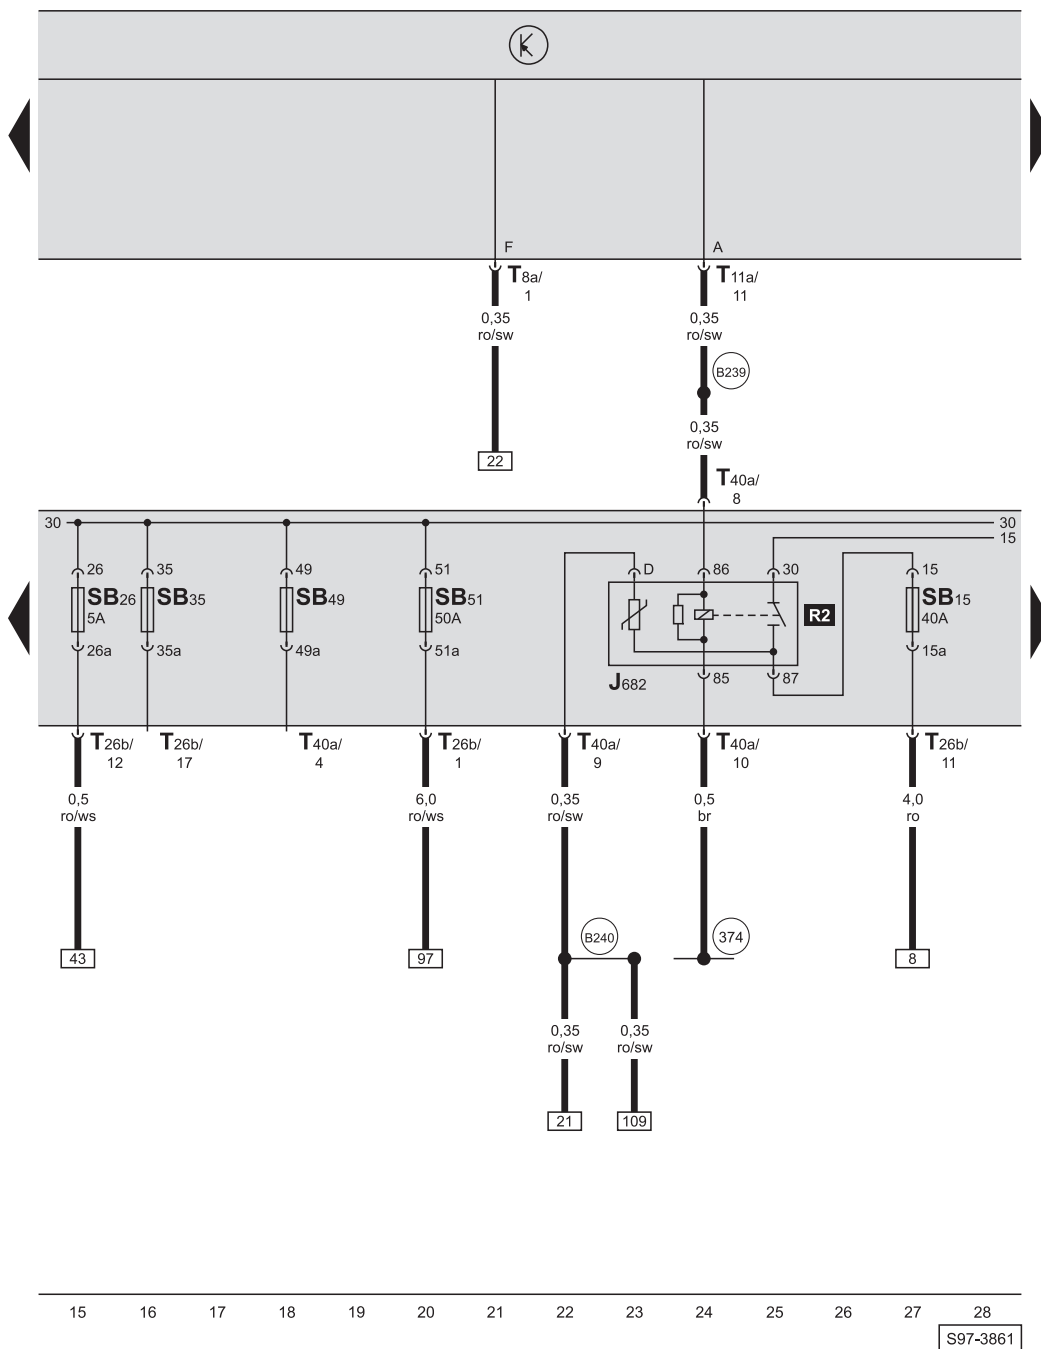 F A
T8a/ T11a/
1 11
0,35 0,35
ro/sw ro/sw
B239
0,35
ro/sw
22
T40a/
8
30 30
15
26 35 49 51 D 86 30 15
SB26 SB35 SB49 SB51 R2 SB15
5A 50A 40A
26a 35a 49a 51a 15a
J682 85 87
T26b/ T26b/ T40a/ T26b/ T40a/ T40a/ T26b/
12 17 4 1 9 10 11
0,5 6,0 0,35 0,5 4,0
ro/ws ro/ws ro/sw br ro
B240 374
43 97 8
0,35 0,35
ro/sw ro/sw
21 109
15 16 17 18 19 20 21 22 23 24 25 26 27 28
S97-3861